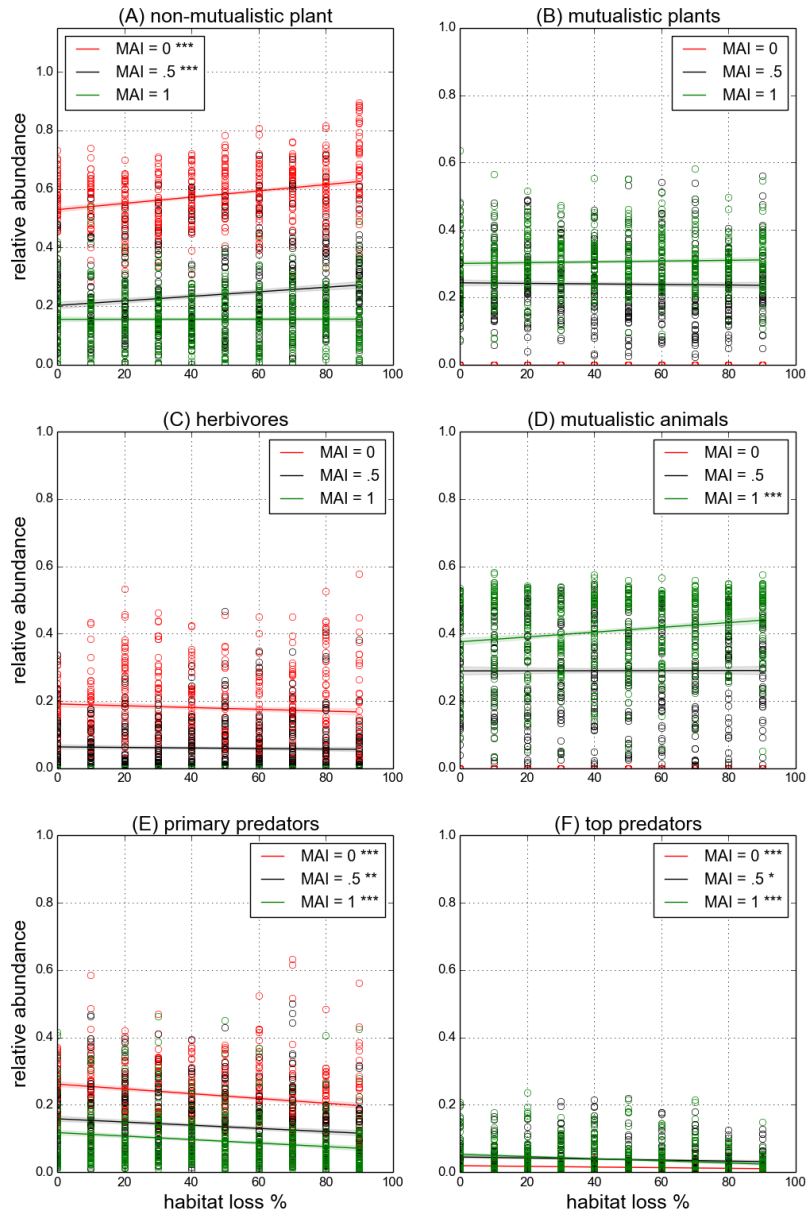 (A) non-mutualistic plant
MAI = 0 ***
MAI = .5 ***
MAI = 1
relative abundance
1.0
0.8
0.6
0.4
0.2
0.0
0 20 40 60 80 100
(B) mutualistic plants
MAI = 0
MAI = .5
MAI = 1
1.0
0.8
0.6
0.4
0.2
0.0
0 20 40 60 80 100
(C) herbivores
MAI = 0
MAI = .5
MAI = 1
relative abundance
1.0
0.8
0.6
0.4
0.2
0.0
0 20 40 60 80 100
(D) mutualistic animals
MAI = 0
MAI = .5
MAI = 1 ***
1.0
0.8
0.6
0.4
0.2
0.0
0 20 40 60 80 100
(E) primary predators
MAI = 0 ***
MAI = .5 **
MAI = 1 ***
relative abundance
1.0
0.8
0.6
0.4
0.2
0.0
0 20 40 60 80 100
habitat loss %
(F) top predators
MAI = 0 ***
MAI = .5 *
MAI = 1 ***
1.0
0.8
0.6
0.4
0.2
0.0
0 20 40 60 80 100
habitat loss %